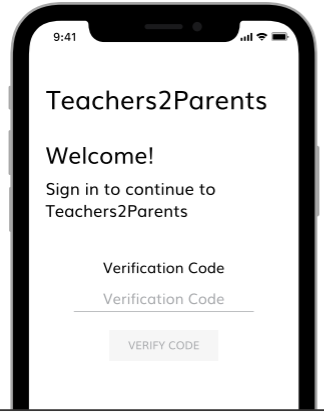 9:41
Teachers2Parents
Welcome!
Sign in to continue to
Teachers2Parents
Verification Code
Verification Code
VERIFY CODE